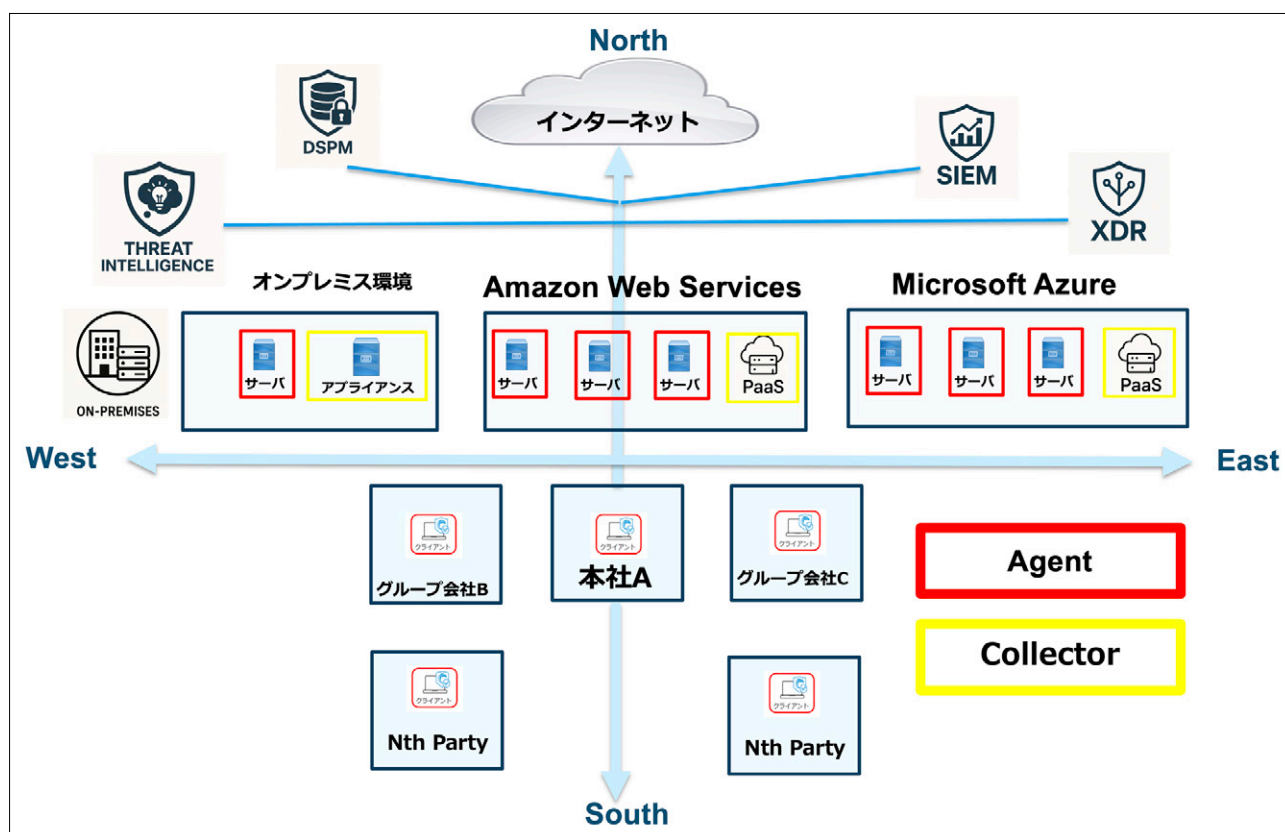 North
インターネット
DSPM
SIEM
THREAT
INTELLIGENCE
XDR
オンプレミス環境
Amazon Web Services
Microsoft Azure
サーバ
アプライアンス
サーバ
サーバ
サーバ
PaaS
サーバ
サーバ
サーバ
PaaS
ON-PREMISES
West
East
クライアント
グループ会社B
クライアント
本社A
クライアント
グループ会社C
Agent
Collector
クライアント
Nth Party
クライアント
Nth Party
South